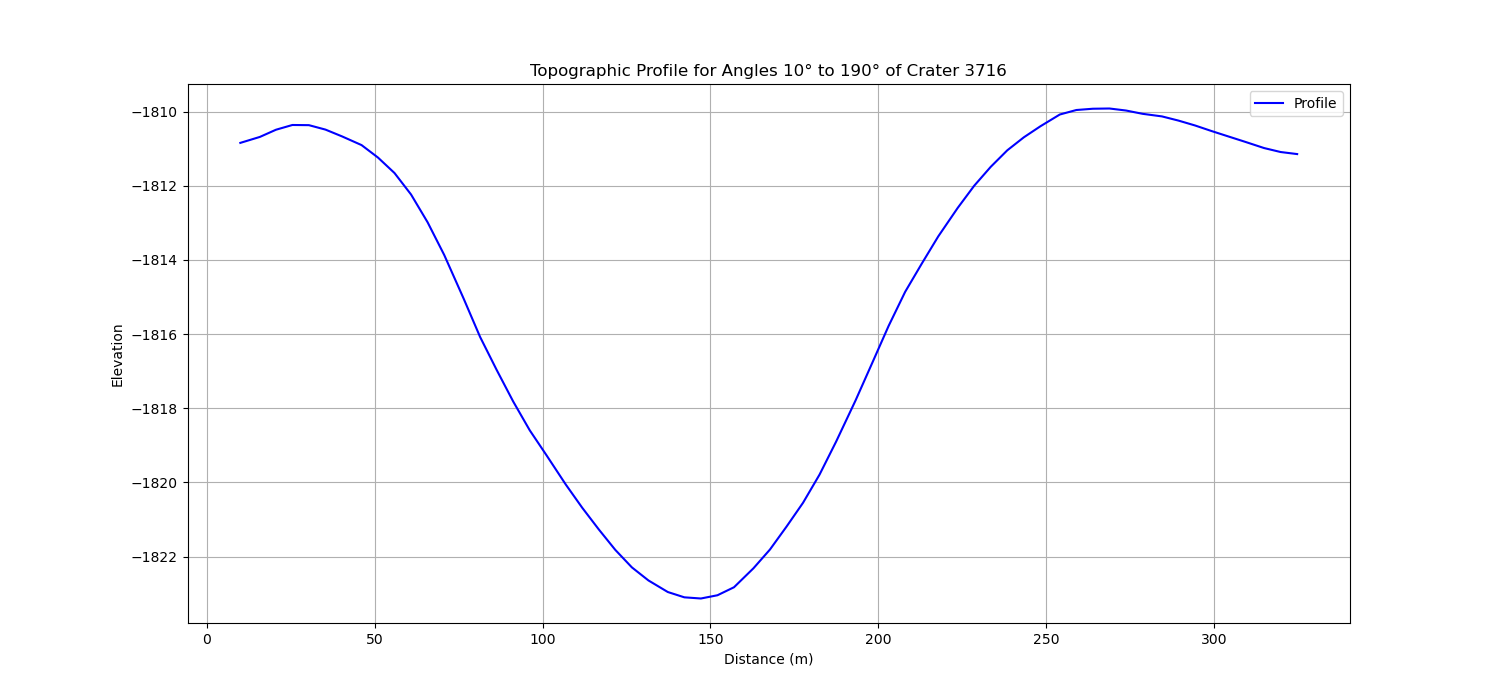 Topographic Profile for Angles 10° to 190° of Crater 3716
Profile
−1810
−1812
−1814
−1816
−1818
−1820
−1822
Elevation
0 50 100 150 200 250 300
Distance (m)